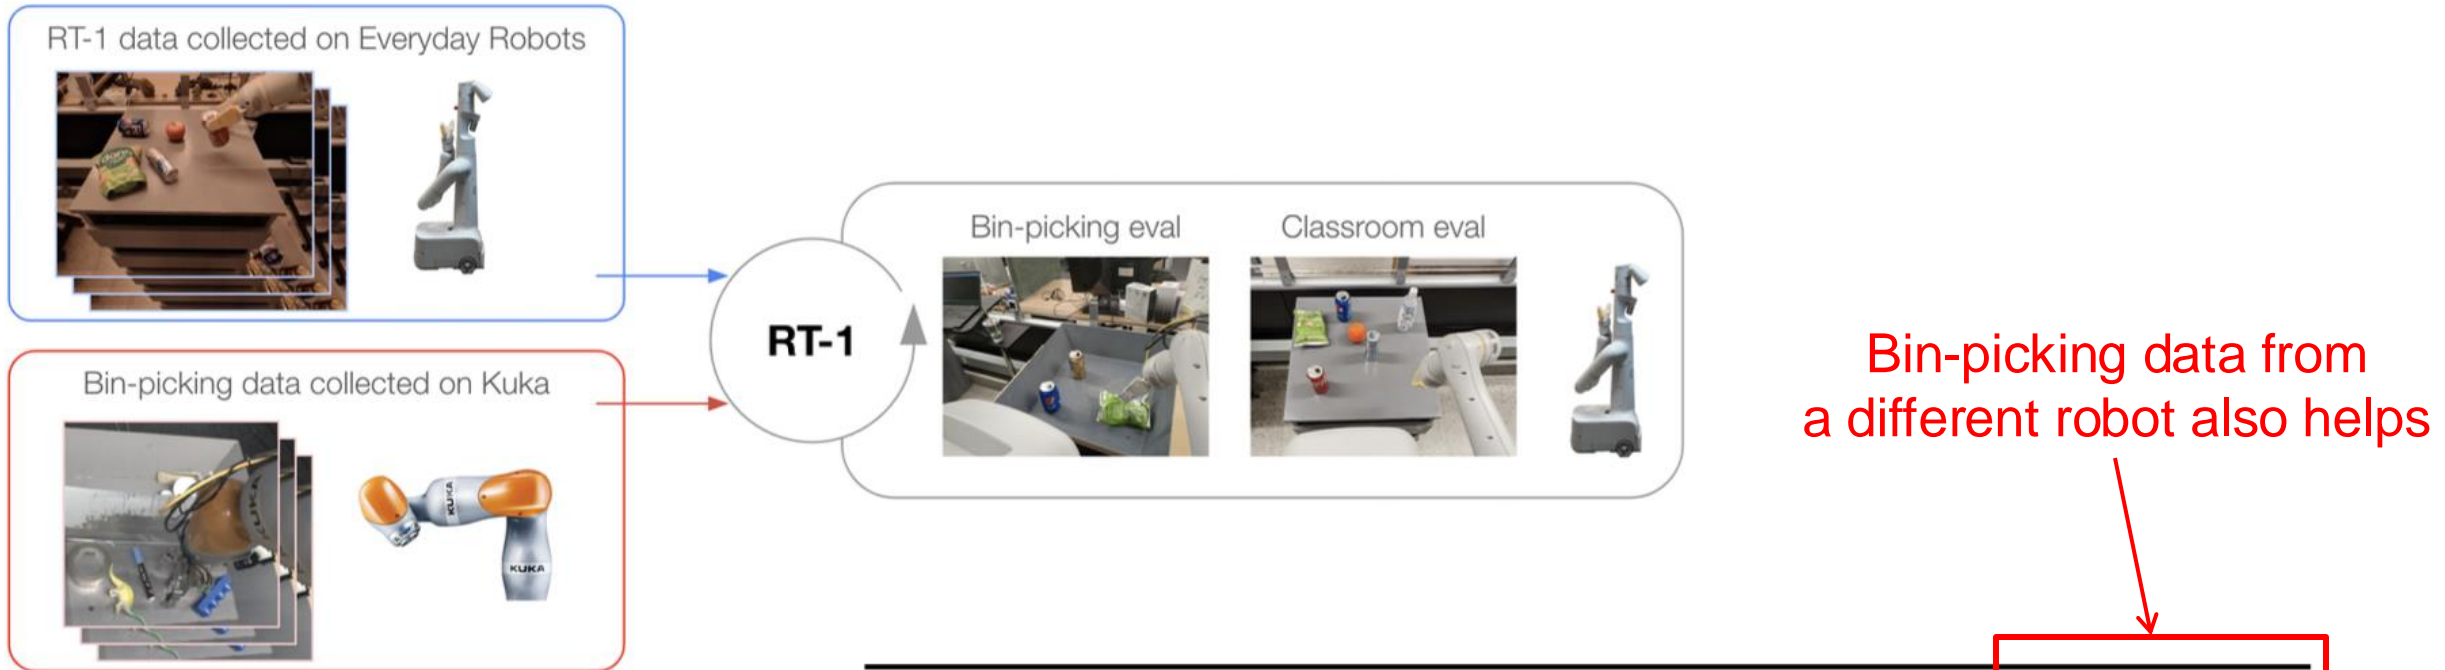 RT-1 data collected on Everyday Robots
Bin-picking data collected on Kuka
KUKA
KUKA
KUKA
RT-1
Bin-picking eval
Classroom eval
Bin-picking data from
a different robot also helps